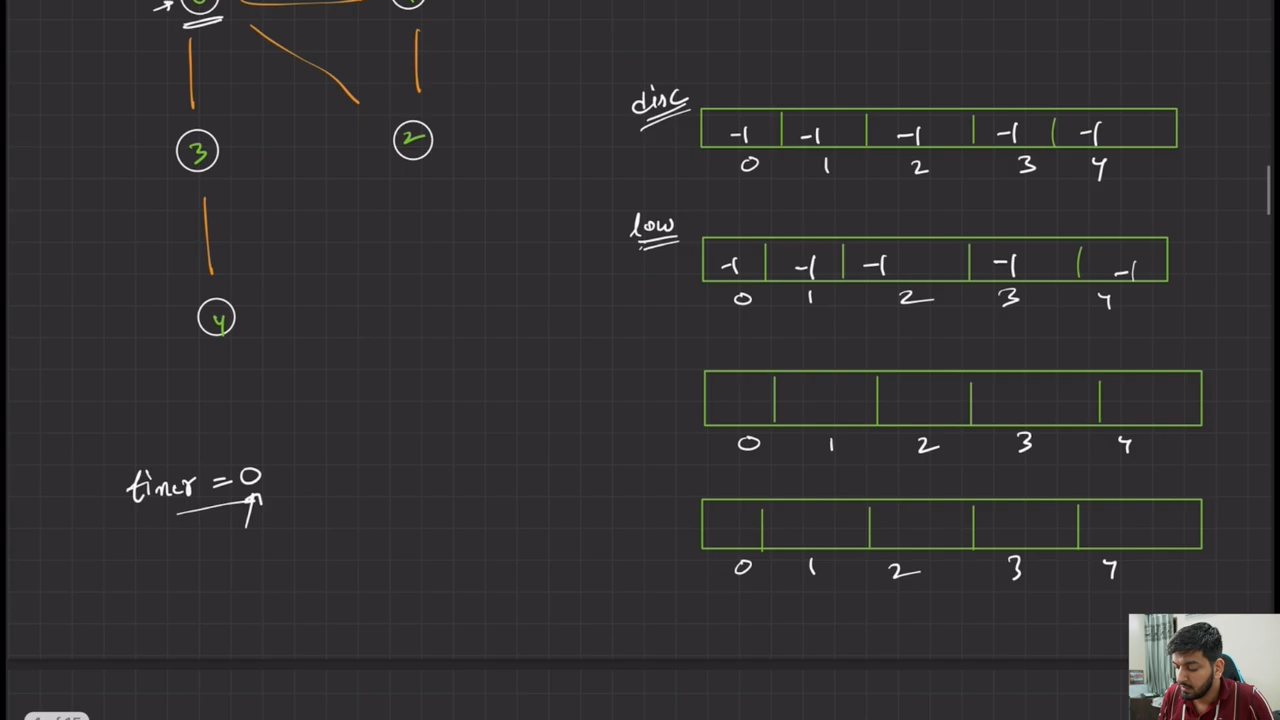 3
2
4
timer = 0
disc
-1 -1 -1 -1 -1
0 1 2 3 4
low
-1 -1 -1 -1 -1
0 1 2 3 4
0 1 2 3 4
0 1 2 3 4